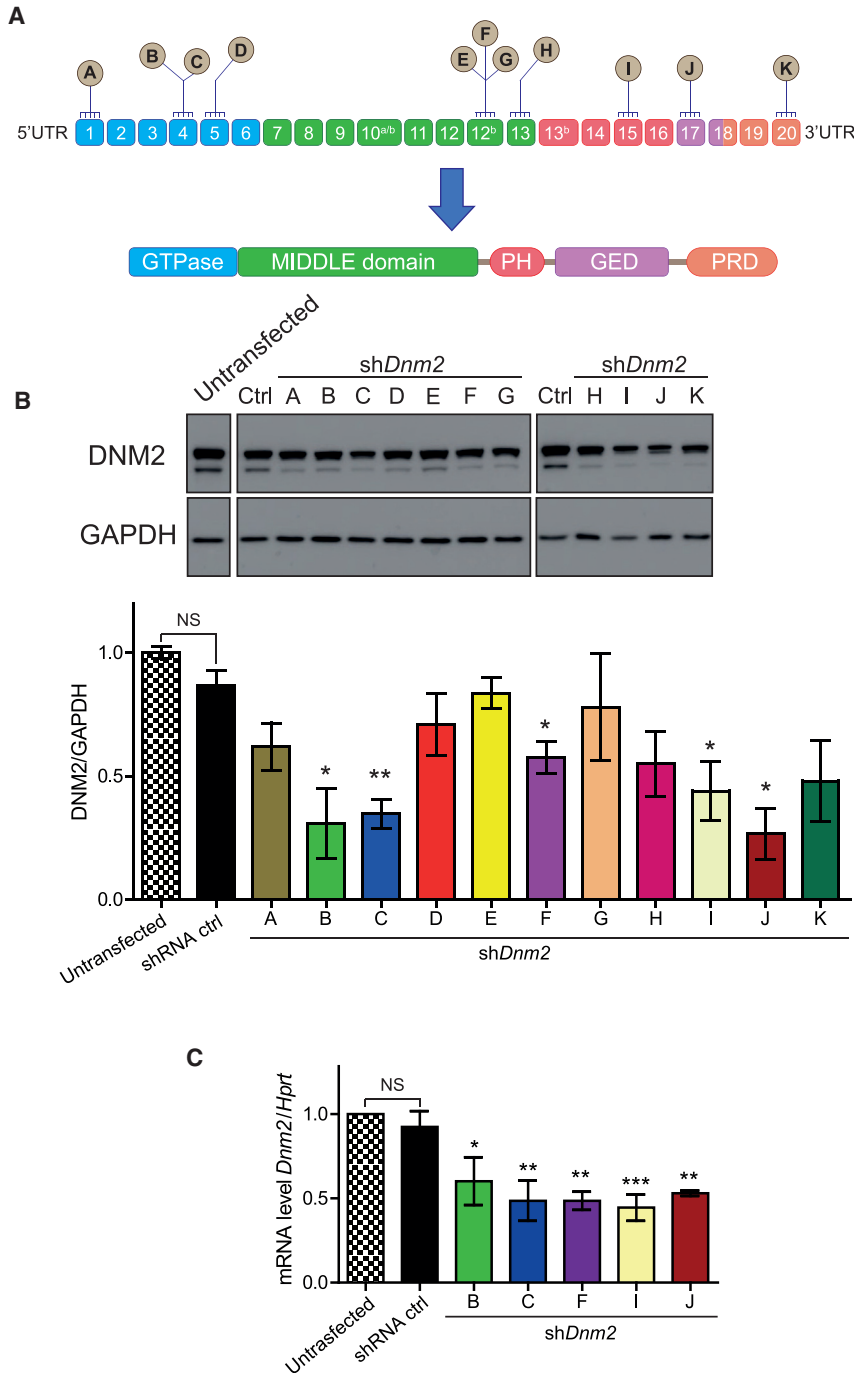 A
A B C D E F G H I J K
5'UTR 1 2 3 4 5 6 7 8 9 10a/b 11 12 12b 13 13b 14 15 16 17 18 19 20 3'UTR
GTPase MIDDLE domain PH GED PRD
B
Untransfected
shDnm2 shDnm2
Ctrl A B C D E F G Ctrl H I J K
DNM2
GAPDH
NS
1.0
0.5
0.0
DNM2/GAPDH
* ** * * *
Untransfected shRNA ctrl A B C D E F G H I J K
shDnm2
C
NS
1.0
0.5
0.0
mRNA level Dnm2/Hprt
* ** ** *** **
Untrasfected shRNA ctrl B C F I J
shDnm2